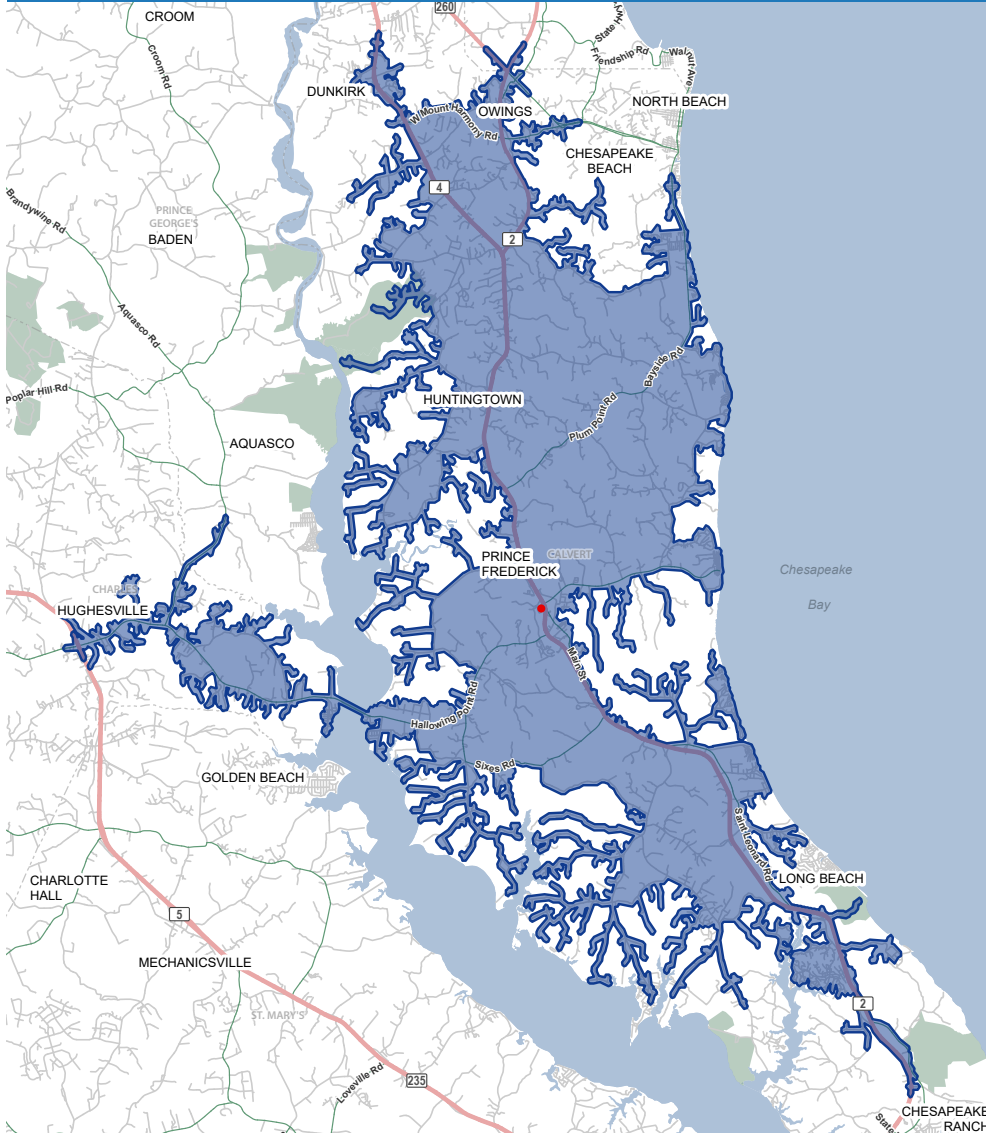 260
CROOM
State Hwy
Friendship Rd
Walnut Ave
Croom Rd
DUNKIRK
W Mount Harmony Rd
OWINGS
NORTH BEACH
CHESAPEAKE
BEACH
4
Brandywine Rd
PRINCE
GEORGE'S
BADEN
2
Aquasco Rd
Bayside Rd
Poplar Hill Rd
HUNTINGTOWN
Plum Point Rd
AQUASCO
PRINCE
FREDERICK
CALVERT
Chesapeake
Bay
CHARLES
HUGHESVILLE
Main St
Hallowing Point Rd
GOLDEN BEACH
Sixes Rd
Saint Leonard Rd
LONG BEACH
CHARLOTTE
HALL
5
MECHANICSVILLE
2
ST. MARY'S
Loveville Rd
235
CHESAPEAKE
RANCH
State